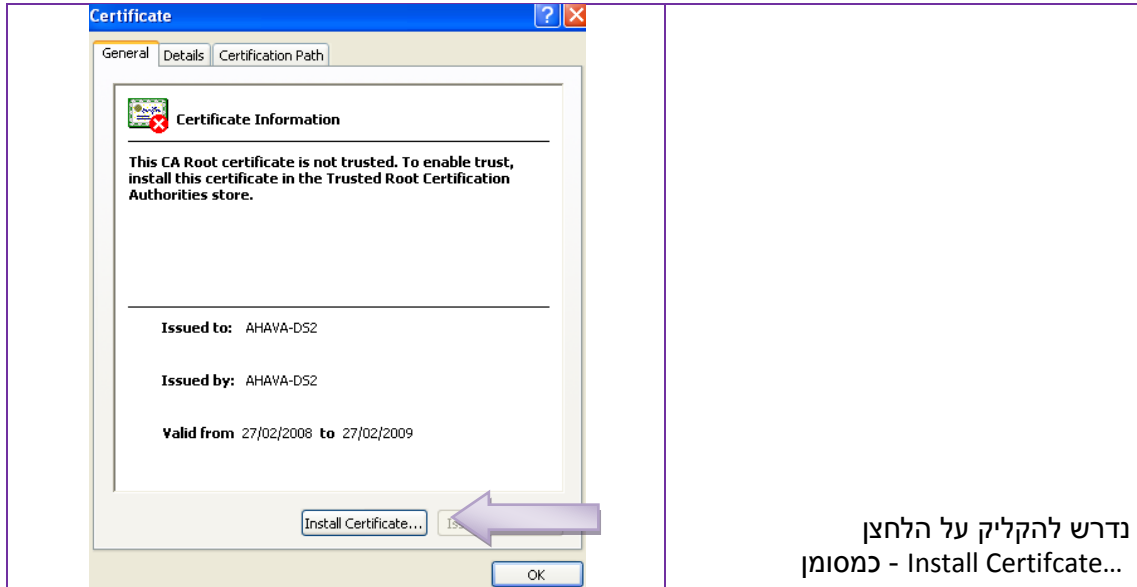 Certificate
General Details Certification Path
Certificate Information
This CA Root certificate is not trusted. To enable trust,
install this certificate in the Trusted Root Certification
Authorities store.
Issued to: AHAVA-DS2
Issued by: AHAVA-DS2
Valid from 27/02/2008 to 27/02/2009
Install Certificate...
OK
נדרש להקליק על הלחצן
Install Certifcate… - כמסומן